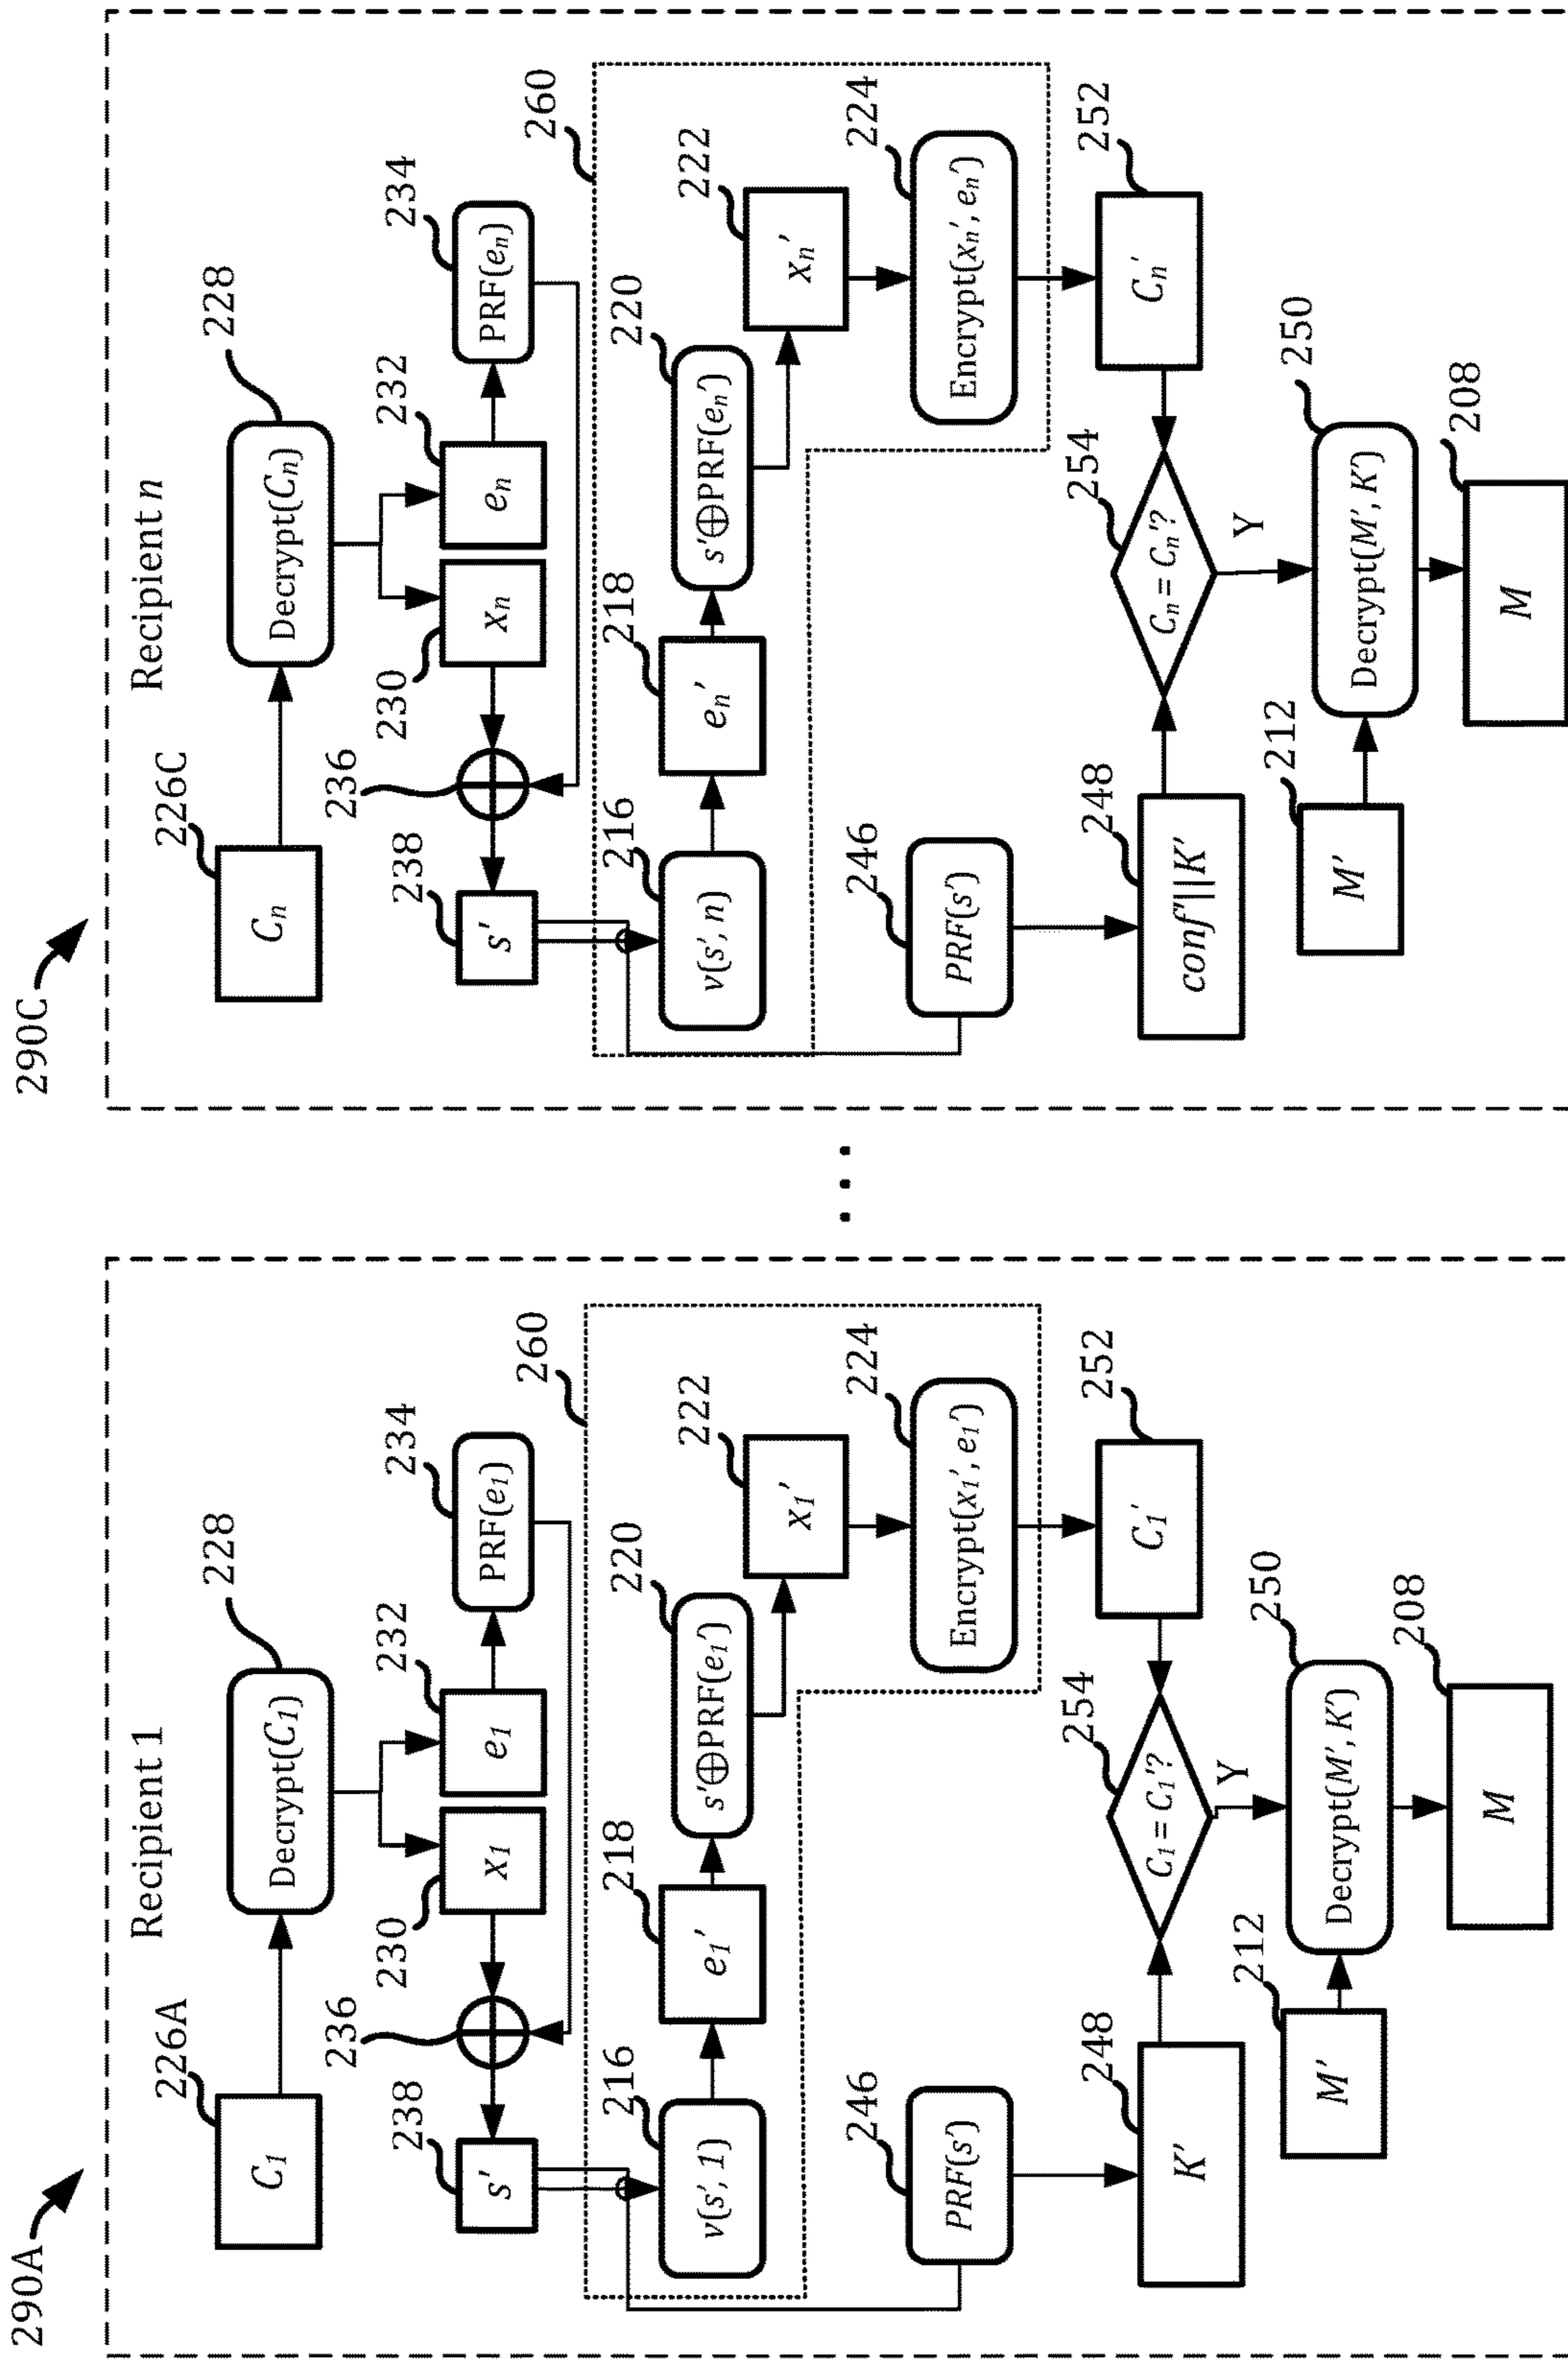 290A
Recipient 1
226A
C₁
228
Decrypt(C₁)
238
s′
236
230
x₁
232
e₁
234
PRF(e₁)
260
216
v(s′, 1)
218
e₁′
220
s′⊕PRF(e₁′)
222
x₁′
224
Encrypt(x₁′, e₁′)
246
PRF(s′)
248
K′
254
C₁ = C₁′?
Y
252
C₁′
212
M′
250
Decrypt(M′, K′)
208
M
. . .
290C
Recipient n
226C
Cₙ
228
Decrypt(Cₙ)
238
s′
236
230
xₙ
232
eₙ
234
PRF(eₙ)
260
216
v(s′, n)
218
eₙ′
220
s′⊕PRF(eₙ′)
222
xₙ′
224
Encrypt(xₙ′, eₙ′)
246
PRF(s′)
248
conf′||K′
254
Cₙ = Cₙ′?
Y
252
Cₙ′
212
M′
250
Decrypt(M′, K′)
208
M